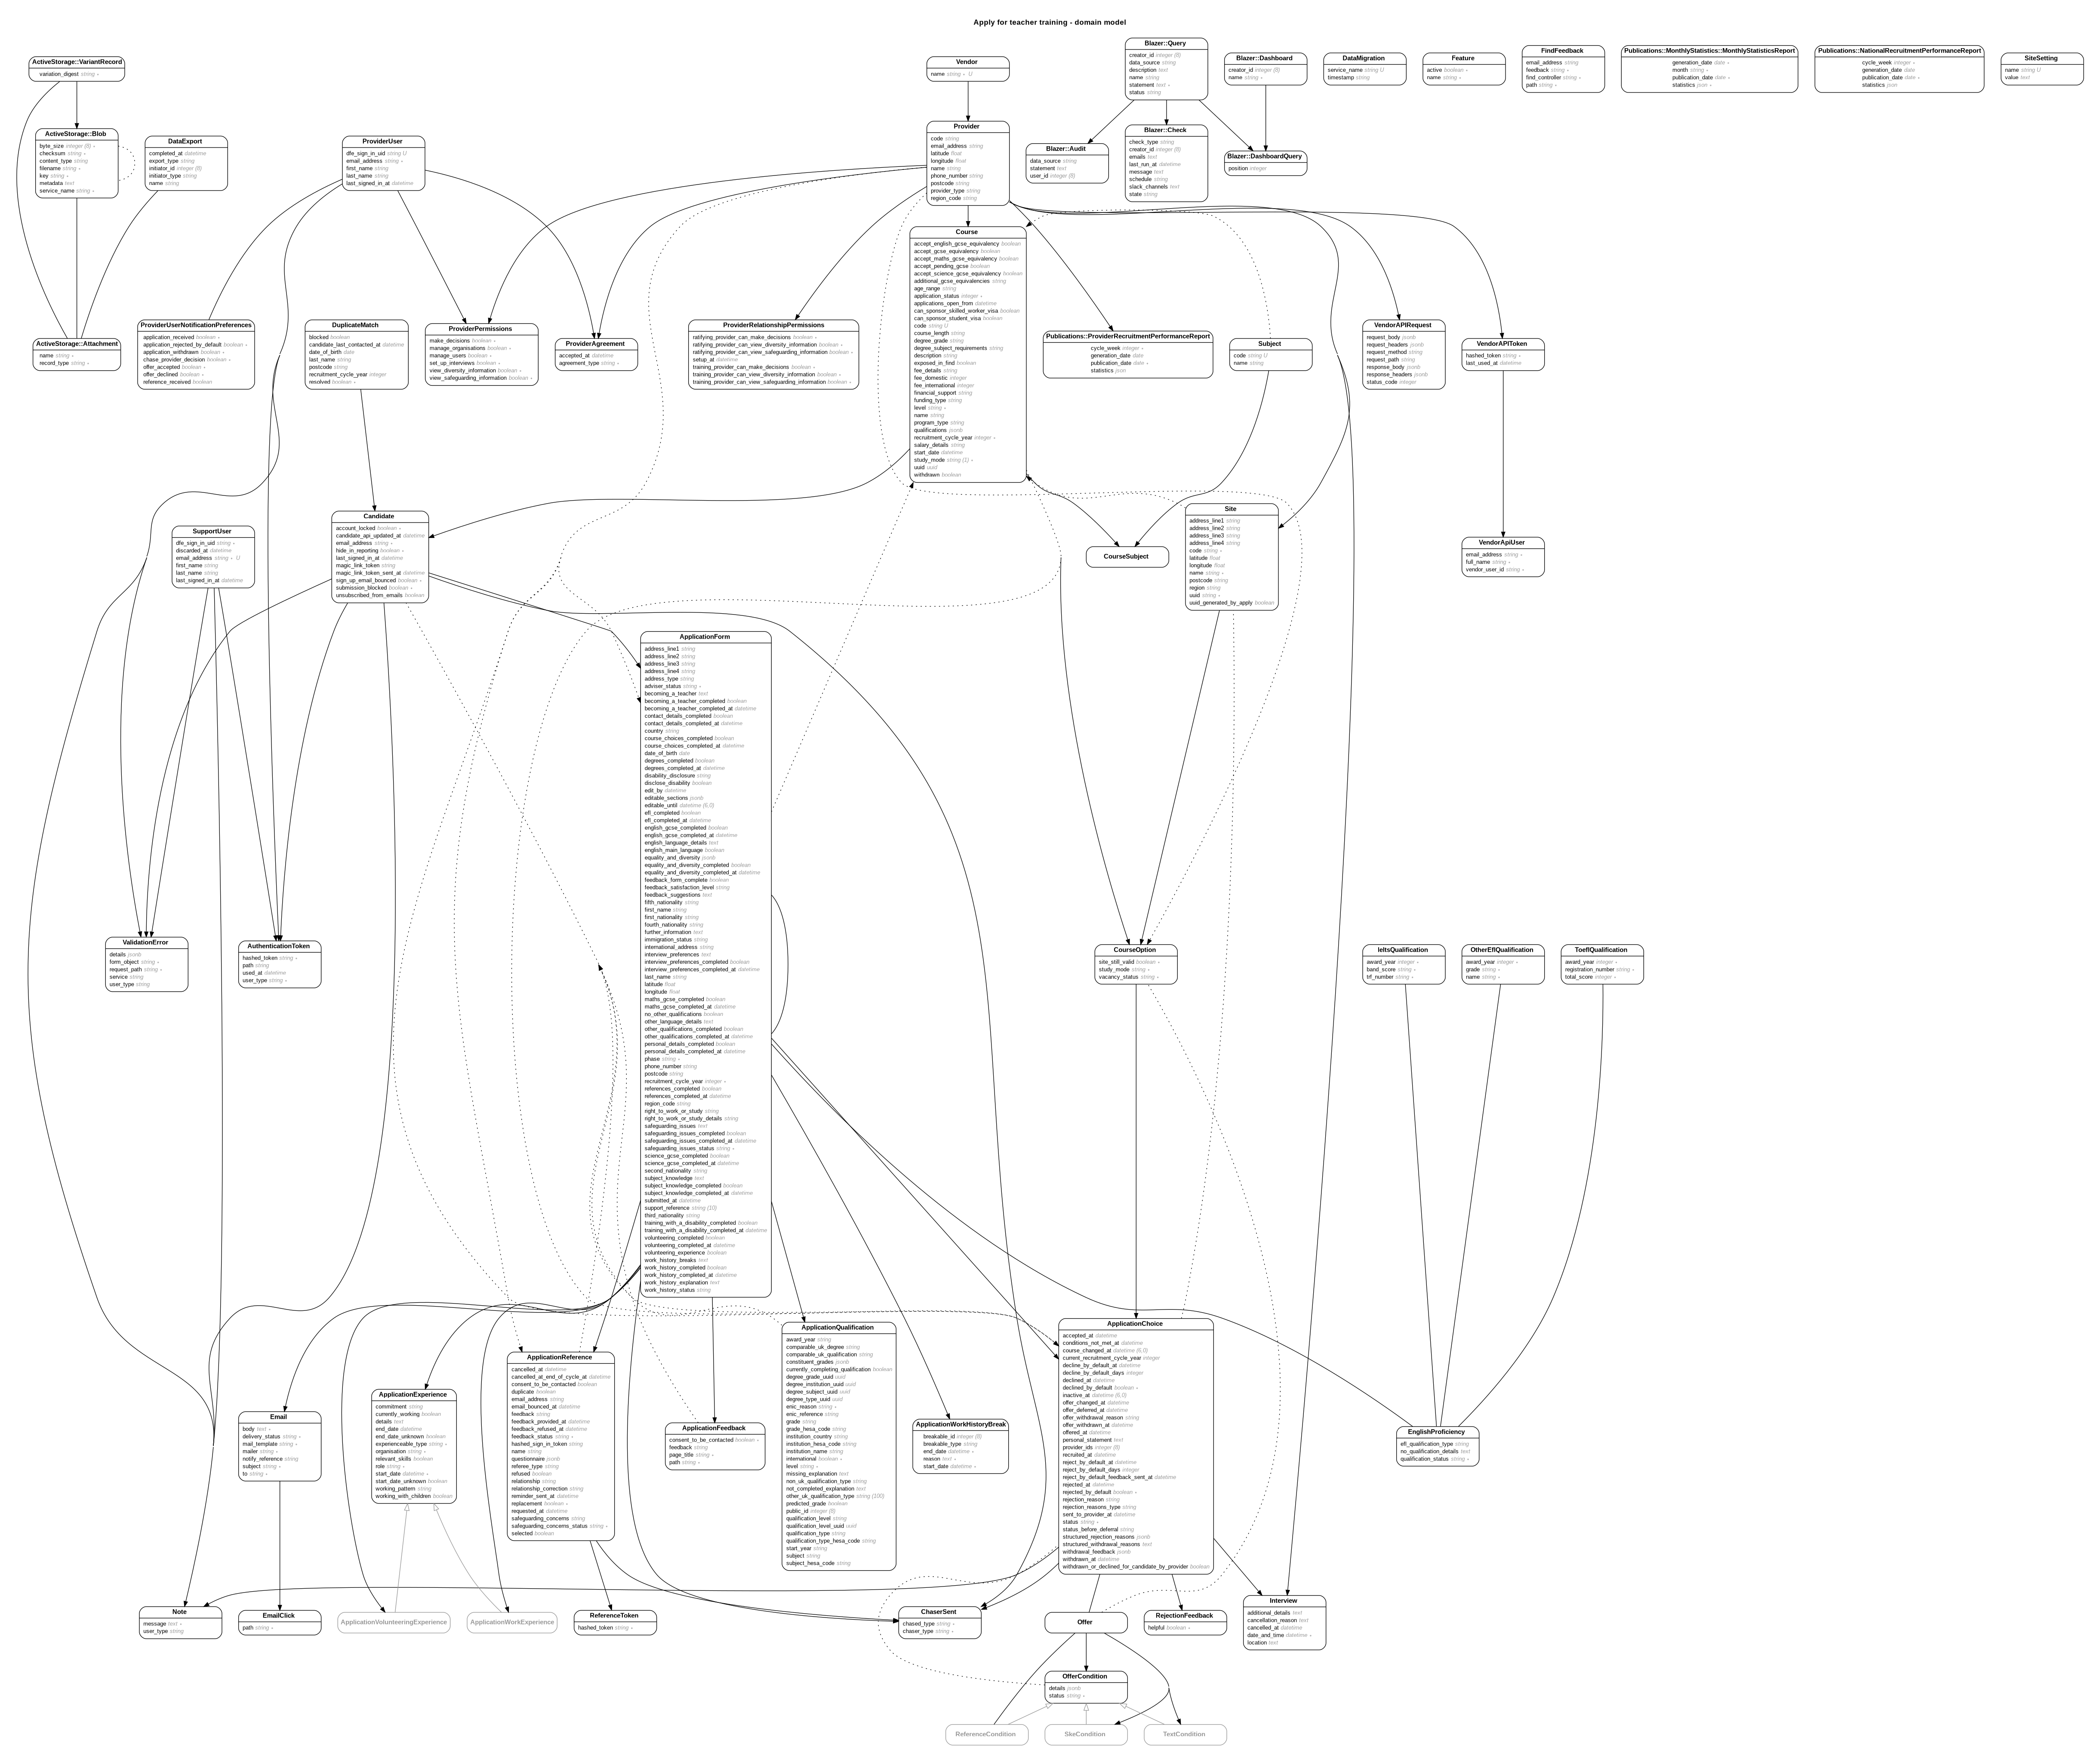 Apply for teacher training - domain model
ActiveStorage::VariantRecord
variation_digest string ∗
Vendor
name string ∗ U
Blazer::Query
creator_id integer (8)
data_source string
description text
name string
statement text ∗
status string
Blazer::Dashboard
creator_id integer (8)
name string ∗
DataMigration
service_name string U
timestamp string
Feature
active boolean ∗
name string ∗
FindFeedback
email_address string
feedback string ∗
find_controller string ∗
path string ∗
Publications::MonthlyStatistics::MonthlyStatisticsReport
generation_date date ∗
month string ∗
publication_date date ∗
statistics json ∗
Publications::NationalRecruitmentPerformanceReport
cycle_week integer ∗
generation_date date
publication_date date ∗
statistics json
SiteSetting
name string U
value text
ActiveStorage::Blob
byte_size integer (8) ∗
checksum string ∗
content_type string
filename string ∗
key string ∗
metadata text
service_name string ∗
DataExport
completed_at datetime
export_type string
initiator_id integer (8)
initiator_type string
name string
ProviderUser
dfe_sign_in_uid string U
email_address string ∗
first_name string
last_name string
last_signed_in_at datetime
Provider
code string
email_address string
latitude float
longitude float
name string
phone_number string
postcode string
provider_type string
region_code string
Blazer::Audit
data_source string
statement text
user_id integer (8)
Blazer::Check
check_type string
creator_id integer (8)
emails text
last_run_at datetime
message text
schedule string
slack_channels text
state string
Blazer::DashboardQuery
position integer
Course
accept_english_gcse_equivalency boolean
accept_gcse_equivalency boolean
accept_maths_gcse_equivalency boolean
accept_pending_gcse boolean
accept_science_gcse_equivalency boolean
additional_gcse_equivalencies string
age_range string
application_status integer ∗
applications_open_from datetime
can_sponsor_skilled_worker_visa boolean
can_sponsor_student_visa boolean
code string U
course_length string
degree_grade string
degree_subject_requirements string
description string
exposed_in_find boolean
fee_details string
fee_domestic integer
fee_international integer
financial_support string
funding_type string
level string ∗
name string
program_type string
qualifications jsonb
recruitment_cycle_year integer ∗
salary_details string
start_date datetime
study_mode string (1) ∗
uuid uuid
withdrawn boolean
ActiveStorage::Attachment
name string ∗
record_type string ∗
ProviderUserNotificationPreferences
application_received boolean ∗
application_rejected_by_default boolean ∗
application_withdrawn boolean ∗
chase_provider_decision boolean ∗
offer_accepted boolean ∗
offer_declined boolean ∗
reference_received boolean
DuplicateMatch
blocked boolean
candidate_last_contacted_at datetime
date_of_birth date
last_name string
postcode string
recruitment_cycle_year integer
resolved boolean ∗
ProviderPermissions
make_decisions boolean ∗
manage_organisations boolean ∗
manage_users boolean ∗
set_up_interviews boolean ∗
view_diversity_information boolean ∗
view_safeguarding_information boolean ∗
ProviderAgreement
accepted_at datetime
agreement_type string ∗
ProviderRelationshipPermissions
ratifying_provider_can_make_decisions boolean ∗
ratifying_provider_can_view_diversity_information boolean ∗
ratifying_provider_can_view_safeguarding_information boolean ∗
setup_at datetime
training_provider_can_make_decisions boolean ∗
training_provider_can_view_diversity_information boolean ∗
training_provider_can_view_safeguarding_information boolean ∗
Publications::ProviderRecruitmentPerformanceReport
cycle_week integer ∗
generation_date date
publication_date date ∗
statistics json
Subject
code string U
name string
VendorAPIRequest
request_body jsonb
request_headers jsonb
request_method string
request_path string
response_body jsonb
response_headers jsonb
status_code integer
VendorAPIToken
hashed_token string ∗
last_used_at datetime
Candidate
account_locked boolean ∗
candidate_api_updated_at datetime
email_address string ∗
hide_in_reporting boolean ∗
last_signed_in_at datetime
magic_link_token string
magic_link_token_sent_at datetime
sign_up_email_bounced boolean ∗
submission_blocked boolean ∗
unsubscribed_from_emails boolean
SupportUser
dfe_sign_in_uid string ∗
discarded_at datetime
email_address string ∗ U
first_name string
last_name string
last_signed_in_at datetime
CourseSubject
Site
address_line1 string
address_line2 string
address_line3 string
address_line4 string
code string ∗
latitude float
longitude float
name string ∗
postcode string
region string
uuid string ∗
uuid_generated_by_apply boolean
VendorApiUser
email_address string ∗
full_name string ∗
vendor_user_id string ∗
ApplicationForm
address_line1 string
address_line2 string
address_line3 string
address_line4 string
address_type string
adviser_status string ∗
becoming_a_teacher text
becoming_a_teacher_completed boolean
becoming_a_teacher_completed_at datetime
contact_details_completed boolean
contact_details_completed_at datetime
country string
course_choices_completed boolean
course_choices_completed_at datetime
date_of_birth date
degrees_completed boolean
degrees_completed_at datetime
disability_disclosure string
disclose_disability boolean
edit_by datetime
editable_sections jsonb
editable_until datetime (6,0)
efl_completed boolean
efl_completed_at datetime
english_gcse_completed boolean
english_gcse_completed_at datetime
english_language_details text
english_main_language boolean
equality_and_diversity jsonb
equality_and_diversity_completed boolean
equality_and_diversity_completed_at datetime
feedback_form_complete boolean
feedback_satisfaction_level string
feedback_suggestions text
fifth_nationality string
first_name string
first_nationality string
fourth_nationality string
further_information text
immigration_status string
international_address string
interview_preferences text
interview_preferences_completed boolean
interview_preferences_completed_at datetime
last_name string
latitude float
longitude float
maths_gcse_completed boolean
maths_gcse_completed_at datetime
no_other_qualifications boolean
other_language_details text
other_qualifications_completed boolean
other_qualifications_completed_at datetime
personal_details_completed boolean
personal_details_completed_at datetime
phase string ∗
phone_number string
postcode string
recruitment_cycle_year integer ∗
references_completed boolean
references_completed_at datetime
region_code string
right_to_work_or_study string
right_to_work_or_study_details string
safeguarding_issues text
safeguarding_issues_completed boolean
safeguarding_issues_completed_at datetime
safeguarding_issues_status string ∗
science_gcse_completed boolean
science_gcse_completed_at datetime
second_nationality string
subject_knowledge text
subject_knowledge_completed boolean
subject_knowledge_completed_at datetime
submitted_at datetime
support_reference string (10)
third_nationality string
training_with_a_disability_completed boolean
training_with_a_disability_completed_at datetime
volunteering_completed boolean
volunteering_completed_at datetime
volunteering_experience boolean
work_history_breaks text
work_history_completed boolean
work_history_completed_at datetime
work_history_explanation text
work_history_status string
ValidationError
details jsonb
form_object string ∗
request_path string ∗
service string
user_type string
AuthenticationToken
hashed_token string ∗
path string
used_at datetime
user_type string ∗
CourseOption
site_still_valid boolean ∗
study_mode string ∗
vacancy_status string ∗
IeltsQualification
award_year integer ∗
band_score string ∗
trf_number string ∗
OtherEflQualification
award_year integer ∗
grade string ∗
name string ∗
ToeflQualification
award_year integer ∗
registration_number string ∗
total_score integer ∗
ApplicationReference
cancelled_at datetime
cancelled_at_end_of_cycle_at datetime
consent_to_be_contacted boolean
duplicate boolean
email_address string
email_bounced_at datetime
feedback string
feedback_provided_at datetime
feedback_refused_at datetime
feedback_status string ∗
hashed_sign_in_token string
name string
questionnaire jsonb
referee_type string
refused boolean
relationship string
relationship_correction string
reminder_sent_at datetime
replacement boolean ∗
requested_at datetime
safeguarding_concerns string
safeguarding_concerns_status string ∗
selected boolean
ApplicationQualification
award_year string
comparable_uk_degree string
comparable_uk_qualification string
constituent_grades jsonb
currently_completing_qualification boolean
degree_grade_uuid uuid
degree_institution_uuid uuid
degree_subject_uuid uuid
degree_type_uuid uuid
enic_reason string ∗
enic_reference string
grade string
grade_hesa_code string
institution_country string
institution_hesa_code string
institution_name string
international boolean ∗
level string ∗
missing_explanation text
non_uk_qualification_type string
not_completed_explanation text
other_uk_qualification_type string (100)
predicted_grade boolean
public_id integer (8)
qualification_level string
qualification_level_uuid uuid
qualification_type string
qualification_type_hesa_code string
start_year string
subject string
subject_hesa_code string
ApplicationChoice
accepted_at datetime
conditions_not_met_at datetime
course_changed_at datetime (6,0)
current_recruitment_cycle_year integer
decline_by_default_at datetime
decline_by_default_days integer
declined_at datetime
declined_by_default boolean ∗
inactive_at datetime (6,0)
offer_changed_at datetime
offer_deferred_at datetime
offer_withdrawal_reason string
offer_withdrawn_at datetime
offered_at datetime
personal_statement text
provider_ids integer (8)
recruited_at datetime
reject_by_default_at datetime
reject_by_default_days integer
reject_by_default_feedback_sent_at datetime
rejected_at datetime
rejected_by_default boolean ∗
rejection_reason string
rejection_reasons_type string
sent_to_provider_at datetime
status string ∗
status_before_deferral string
structured_rejection_reasons jsonb
structured_withdrawal_reasons text
withdrawal_feedback jsonb
withdrawn_at datetime
withdrawn_or_declined_for_candidate_by_provider boolean
ApplicationExperience
commitment string
currently_working boolean
details text
end_date datetime
end_date_unknown boolean
experienceable_type string ∗
organisation string ∗
relevant_skills boolean
role string ∗
start_date datetime ∗
start_date_unknown boolean
working_pattern string
working_with_children boolean
Email
body text ∗
delivery_status string ∗
mail_template string ∗
mailer string ∗
notify_reference string
subject string ∗
to string ∗
ApplicationFeedback
consent_to_be_contacted boolean ∗
feedback string
page_title string ∗
path string ∗
ApplicationWorkHistoryBreak
breakable_id integer (8)
breakable_type string
end_date datetime ∗
reason text ∗
start_date datetime ∗
EnglishProficiency
efl_qualification_type string
no_qualification_details text
qualification_status string ∗
Note
message text ∗
user_type string
EmailClick
path string ∗
ApplicationVolunteeringExperience
ApplicationWorkExperience
ReferenceToken
hashed_token string ∗
ChaserSent
chased_type string ∗
chaser_type string ∗
Offer
RejectionFeedback
helpful boolean ∗
Interview
additional_details text
cancellation_reason text
cancelled_at datetime
date_and_time datetime ∗
location text
OfferCondition
details jsonb
status string ∗
ReferenceCondition
SkeCondition
TextCondition